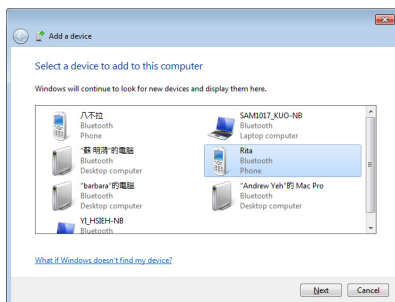 Add a device
Select a device to add to this computer
Windows will continue to look for new devices and display them here.
八不拉
Bluetooth
Phone
SAM1017_KUO-NB
Bluetooth
Laptop computer
"蘇 明鴻"的電腦
Bluetooth
Desktop computer
Rita
Bluetooth
Phone
"barbara"的電腦
Bluetooth
Desktop computer
"Andrew Yeh"的 Mac Pro
Bluetooth
Desktop computer
YI_HSIEH-NB
Bluetooth
What if Windows doesn't find my device?
Next
Cancel